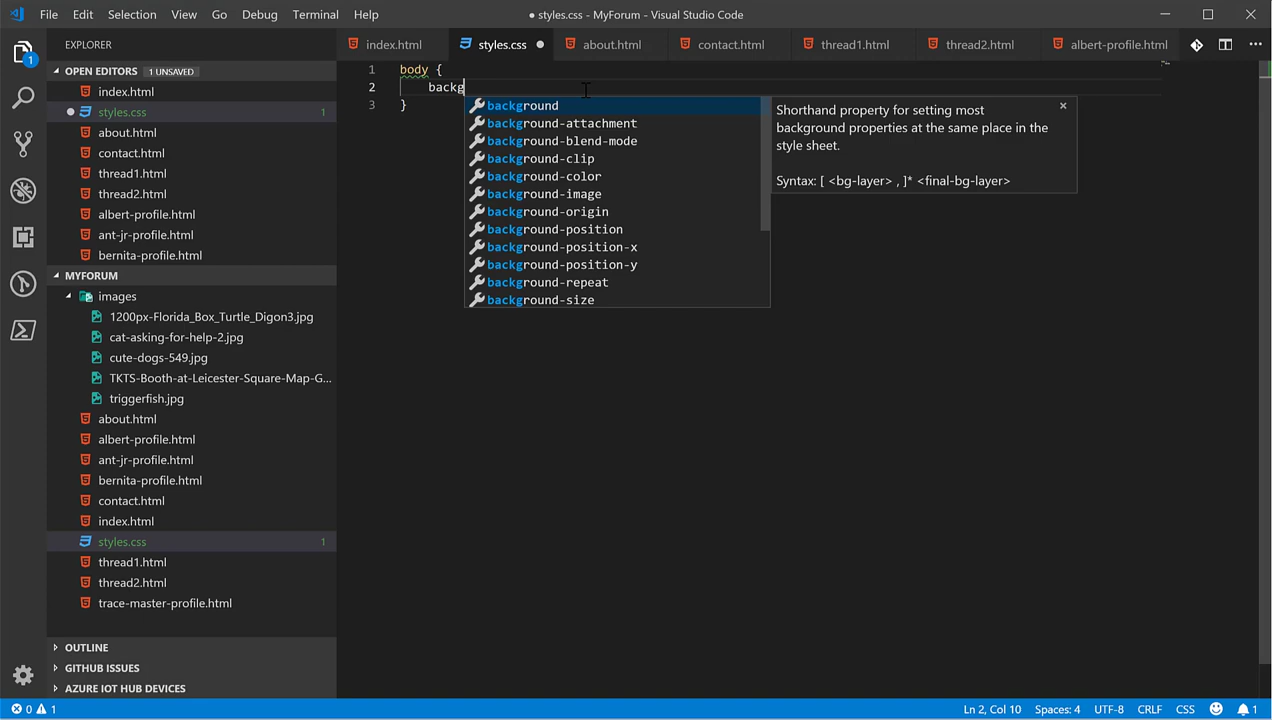 File Edit Selection View Go Debug Terminal Help
● styles.css - MyForum - Visual Studio Code
EXPLORER
index.html
styles.css
about.html
contact.html
thread1.html
thread2.html
albert-profile.html
1
OPEN EDITORS 1 UNSAVED
index.html
styles.css 1
about.html
contact.html
thread1.html
thread2.html
albert-profile.html
ant-jr-profile.html
bernita-profile.html
MYFORUM
images
1200px-Florida_Box_Turtle_Digon3.jpg
cat-asking-for-help-2.jpg
cute-dogs-549.jpg
TKTS-Booth-at-Leicester-Square-Map-G...
triggerfish.jpg
about.html
albert-profile.html
ant-jr-profile.html
bernita-profile.html
contact.html
index.html
styles.css 1
thread1.html
thread2.html
trace-master-profile.html
OUTLINE
GITHUB ISSUES
AZURE IOT HUB DEVICES
1 body {
2 backg
3 }
background
background-attachment
background-blend-mode
background-clip
background-color
background-image
background-origin
background-position
background-position-x
background-position-y
background-repeat
background-size
Shorthand property for setting most
background properties at the same place in the
style sheet.
Syntax: [ <bg-layer> , ]* <final-bg-layer>
0 1
Ln 2, Col 10 Spaces: 4 UTF-8 CRLF CSS 1